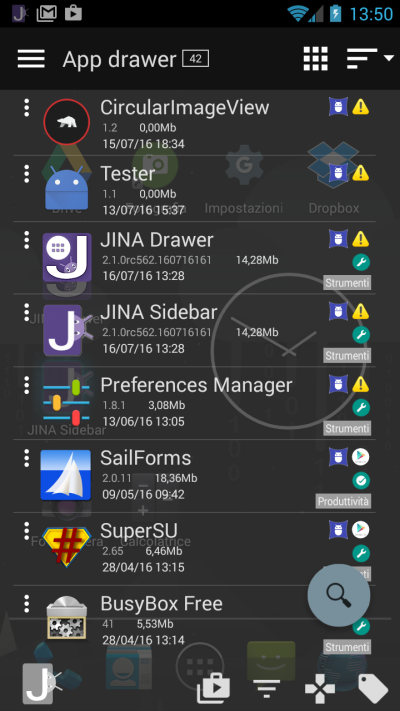 13:50
App drawer 42
CircularImageView
1.2 0,00Mb
15/07/16 18:34
Tester
1.1 0,00Mb
13/07/16 15:37
Impostazioni
Dropbox
JINA Drawer
2.1.0rc562.160716161 14,28Mb
16/07/16 13:28
Strumenti
JINA Sidebar
2.1.0rc562.160716161 14,28Mb
16/07/16 13:28
Strumenti
Preferences Manager
1.8.1 3,08Mb
13/06/16 13:05
Strumenti
JINA Sidebar
SailForms
2.0.11 18,36Mb
09/05/16 09:42
Produttività
SuperSU
2.65 6,46Mb
Calcolatrice
28/04/16 13:15
BusyBox Free
41 5,53Mb
28/04/16 13:14
Strumenti